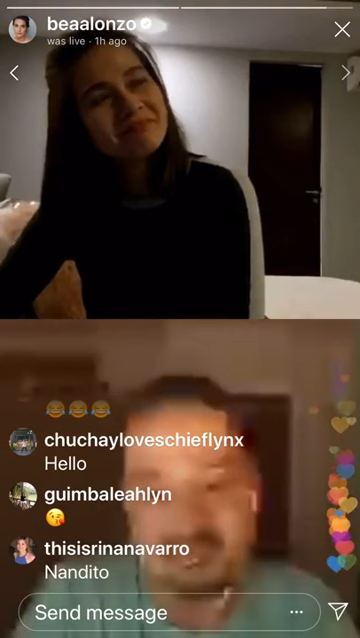 beaalonzo
was live · 1h ago
😂😂😂
chuchayloveschieflynx
Hello
guimbaleahlyn
😘
thisisrinanavarro
Nandito
Send message